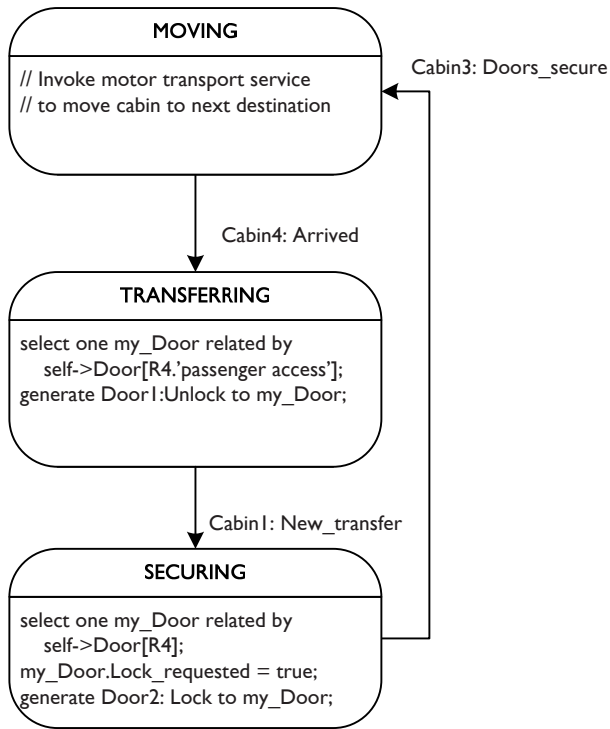 MOVING
// Invoke motor transport service
// to move cabin to next destination
Cabin3: Doors_secure
Cabin4: Arrived
TRANSFERRING
select one my_Door related by
self->Door[R4.'passenger access'];
generate Door1:Unlock to my_Door;
Cabin1: New_transfer
SECURING
select one my_Door related by
self->Door[R4];
my_Door.Lock_requested = true;
generate Door2: Lock to my_Door;